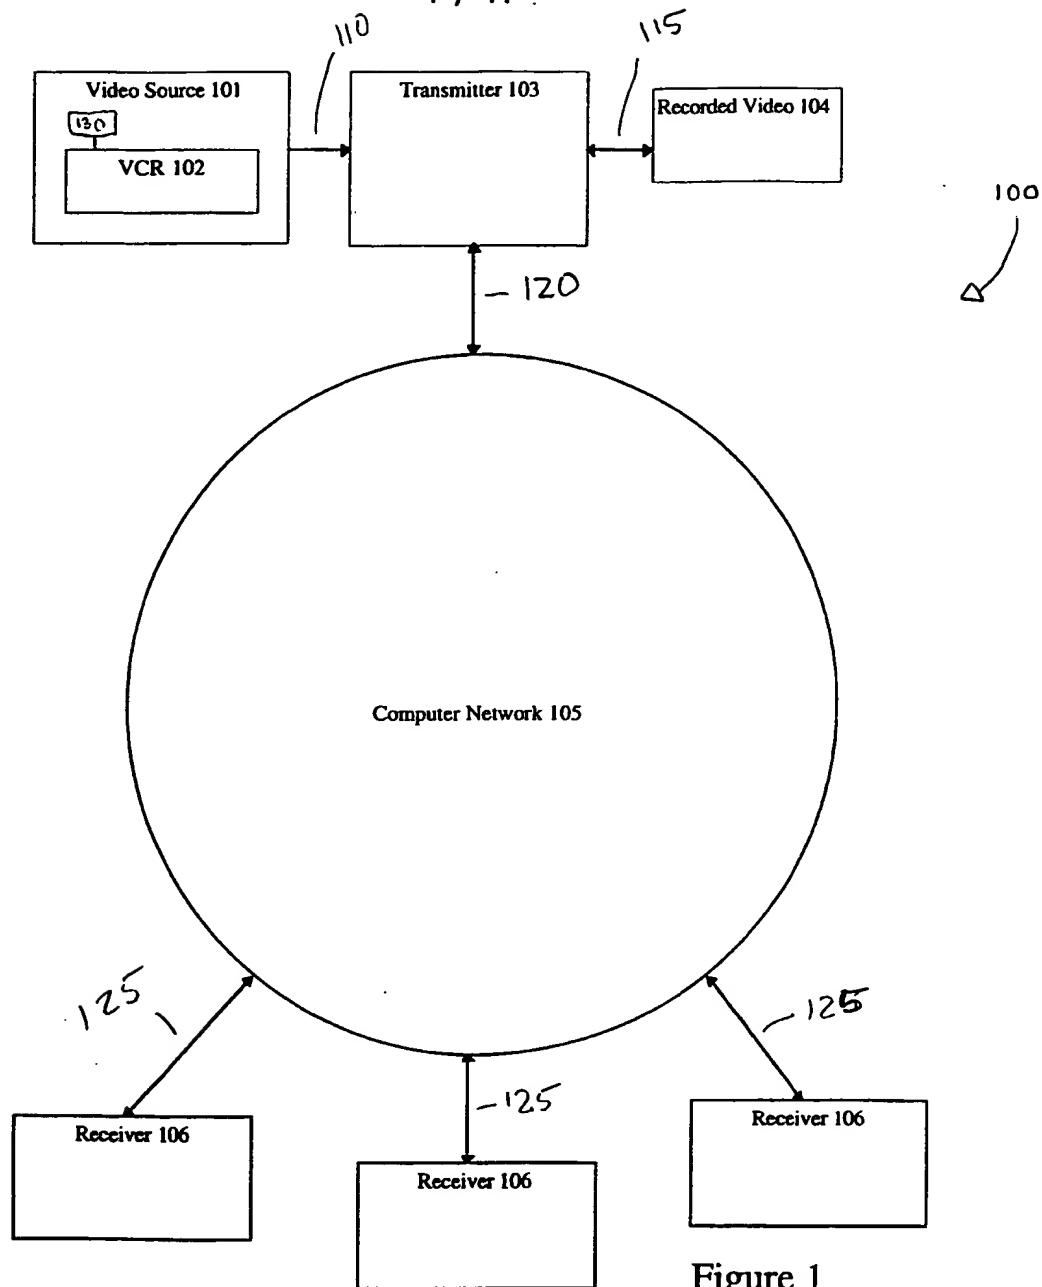 110
115
Video Source 101
130
VCR 102
Transmitter 103
Recorded Video 104
100
120
Computer Network 105
125
125
125
Receiver 106
Receiver 106
Receiver 106
Figure 1